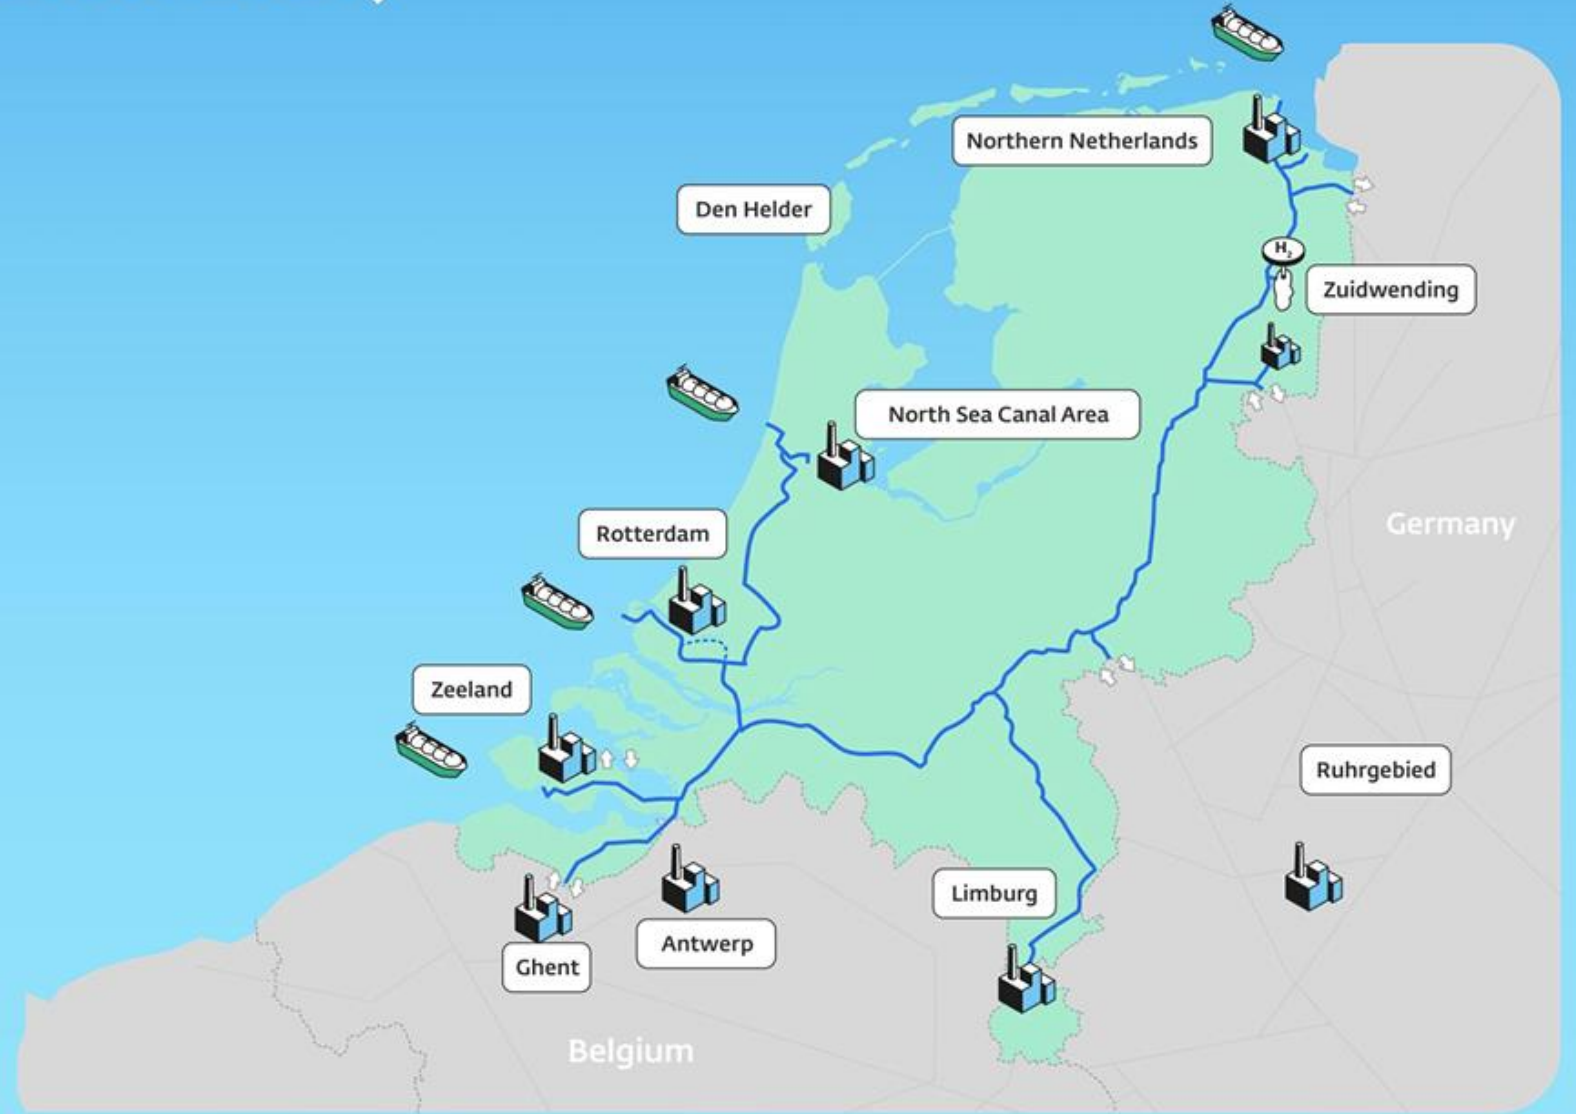 Northern Netherlands
Den Helder
H₂
Zuidwending
North Sea Canal Area
Germany
Rotterdam
Zeeland
Ruhrgebied
Limburg
Antwerp
Ghent
Belgium